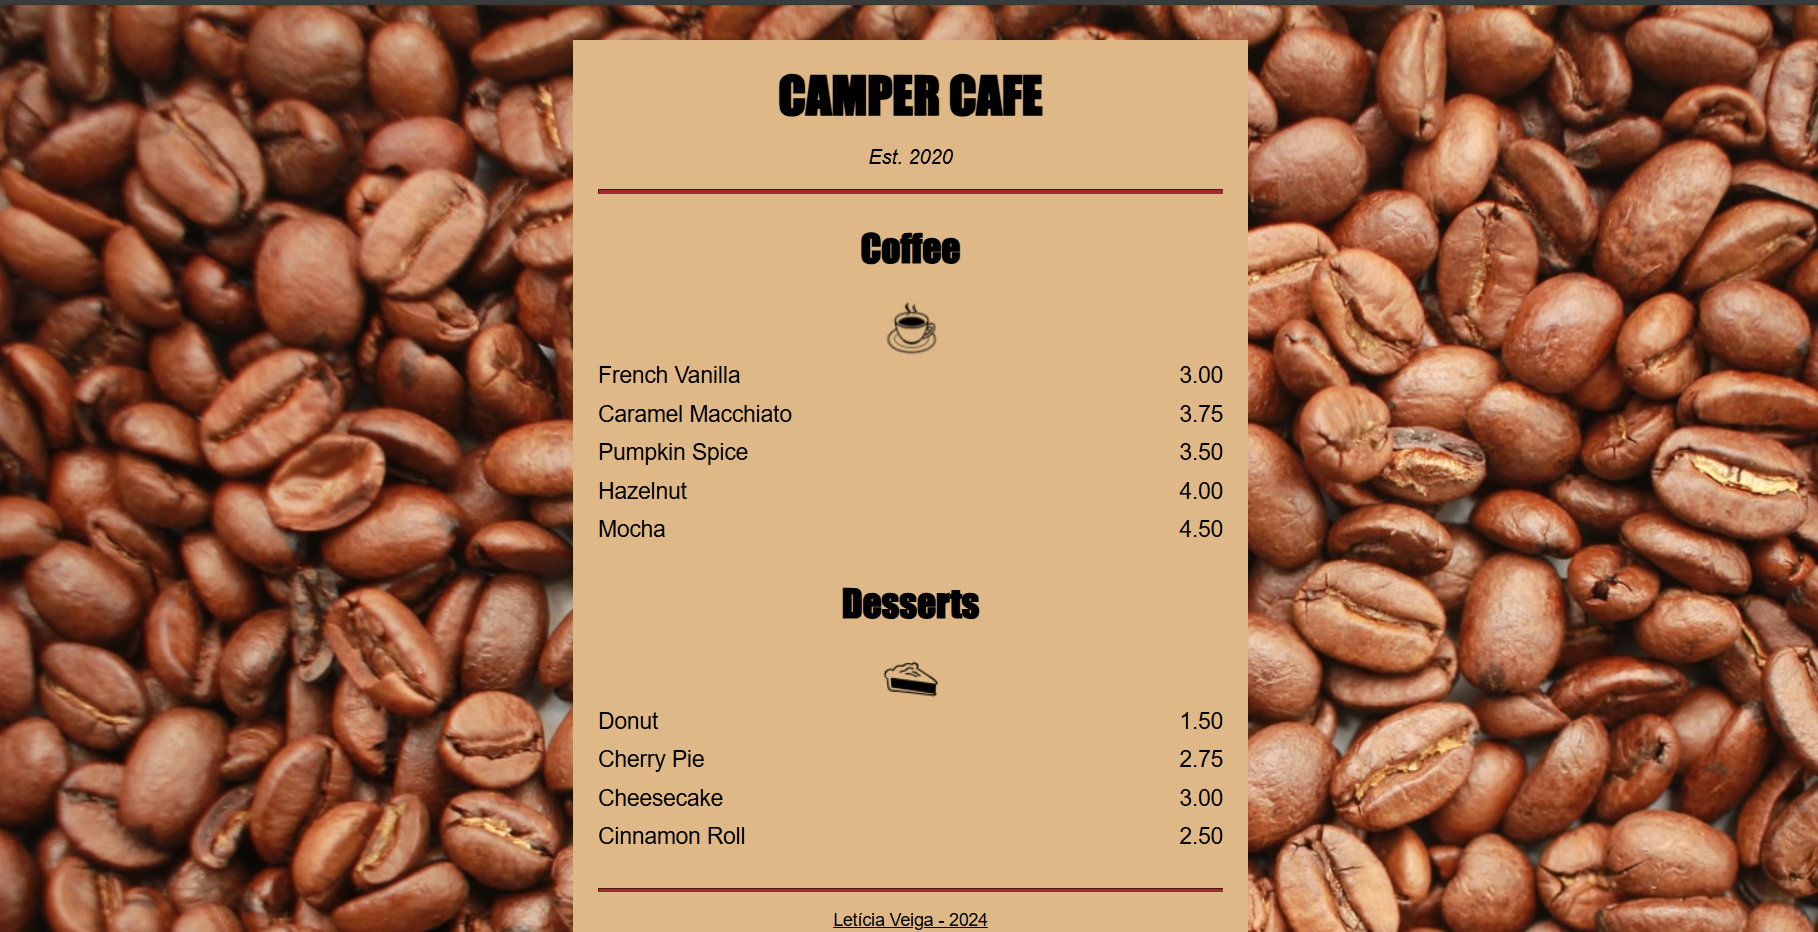 CAMPER CAFE
Est. 2020
Coffee
French Vanilla 3.00
Caramel Macchiato 3.75
Pumpkin Spice 3.50
Hazelnut 4.00
Mocha 4.50
Desserts
Donut 1.50
Cherry Pie 2.75
Cheesecake 3.00
Cinnamon Roll 2.50
Letícia Veiga - 2024